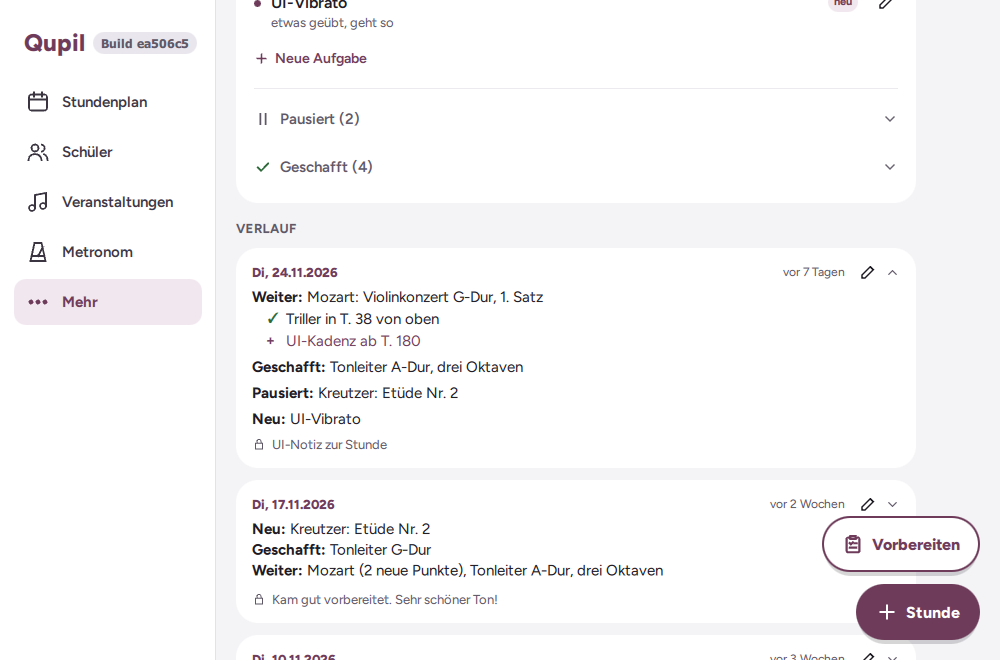 Qupil Build ea506c5
Stundenplan
Schüler
Veranstaltungen
Metronom
Mehr
UI-Vibrato neu
etwas geübt, geht so
+ Neue Aufgabe
Pausiert (2)
Geschafft (4)
VERLAUF
Di, 24.11.2026 vor 7 Tagen
Weiter: Mozart: Violinkonzert G-Dur, 1. Satz
✓ Triller in T. 38 von oben
+ UI-Kadenz ab T. 180
Geschafft: Tonleiter A-Dur, drei Oktaven
Pausiert: Kreutzer: Etüde Nr. 2
Neu: UI-Vibrato
UI-Notiz zur Stunde
Di, 17.11.2026 vor 2 Wochen
Neu: Kreutzer: Etüde Nr. 2
Geschafft: Tonleiter G-Dur
Weiter: Mozart (2 neue Punkte), Tonleiter A-Dur, drei Oktaven
Kam gut vorbereitet. Sehr schöner Ton!
Vorbereiten
+ Stunde
Di, 10.11.2026 vor 3 Wochen